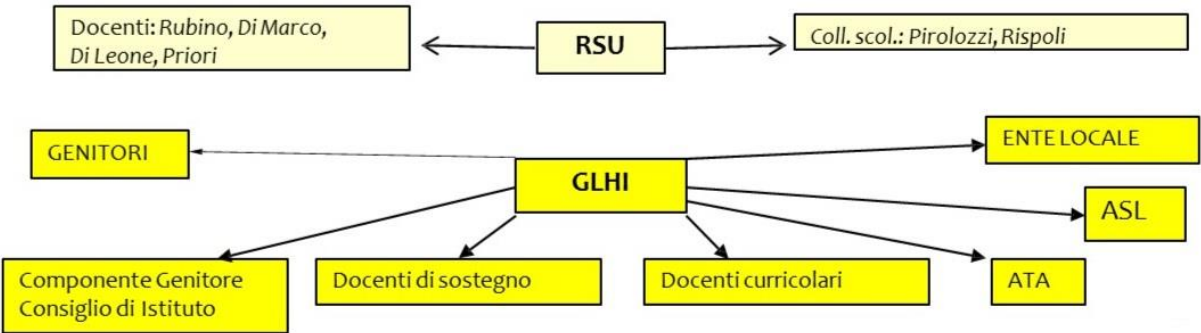 Docenti: Rubino, Di Marco,
Di Leone, Priori
RSU
Coll. scol.: Pirolozzi, Rispoli
GENITORI
ENTE LOCALE
GLHI
ASL
Componente Genitore
Consiglio di Istituto
Docenti di sostegno
Docenti curricolari
ATA